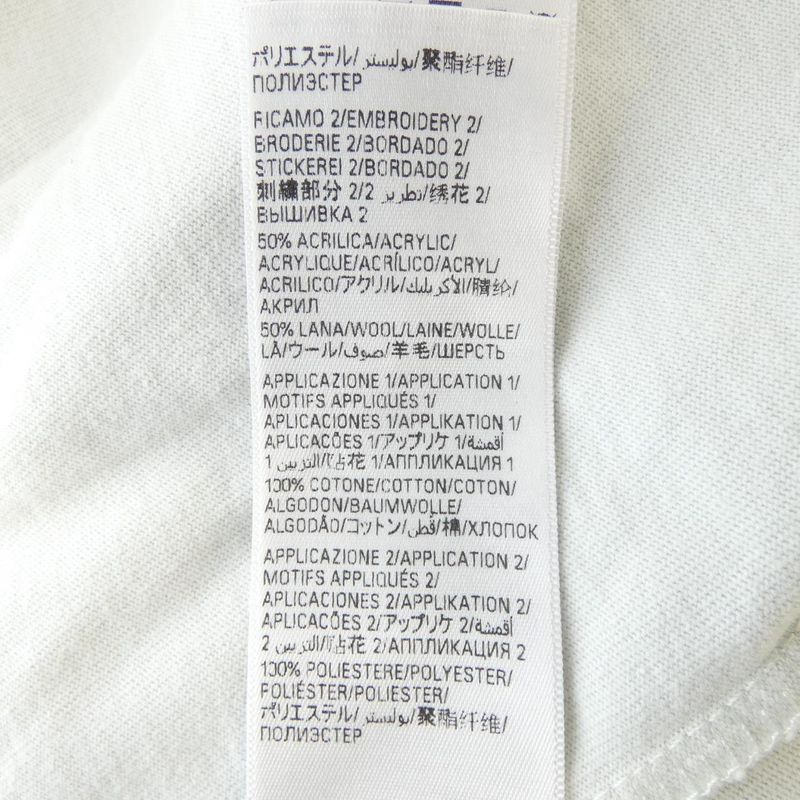 パリエステル/بوليستر/聚酯纤维/
ПОЛИЭСТЕР
RICAMO 2/EMBROIDERY 2/
BRODERIE 2/BORDADO 2/
STICKEREI 2/BORDADO 2/
刺繍部分 2/2 تطريز/绣花 2/
ВЫШИВКА 2
50% ACRILICA/ACRYLIC/
ACRYLIQUE/ACRÍLICO/ACRYL/
ACRILICO/アクリル/الأكريليك/腈纶/
АКРИЛ
50% LANA/WOOL/LAINE/WOLLE/
LÃ/ウール/صوف/羊毛/ШЕРСТЬ
APPLICAZIONE 1/APPLICATION 1/
MOTIFS APPLIQUÉS 1/
APLICACIONES 1/APPLIKATION 1/
APLICACÕES 1/アップリケ 1/أقمشة
التزيين 1/贴花 1/АППЛИКАЦИЯ 1
100% COTONE/COTTON/COTON/
ALGODON/BAUMWOLLE/
ALGODÃO/コットン/قطن/棉/ХЛОПОК
APPLICAZIONE 2/APPLICATION 2/
MOTIFS APPLIQUÉS 2/
APLICACIONES 2/APPLIKATION 2/
APLICACÕES 2/アップリケ 2/أقمشة
التزيين 2/贴花 2/АППЛИКАЦИЯ 2
100% POLIESTERE/POLYESTER/
POLIÉSTER/POLIESTER/
パリエステル/بوليستر/聚酯纤维/
ПОЛИЭСТЕР